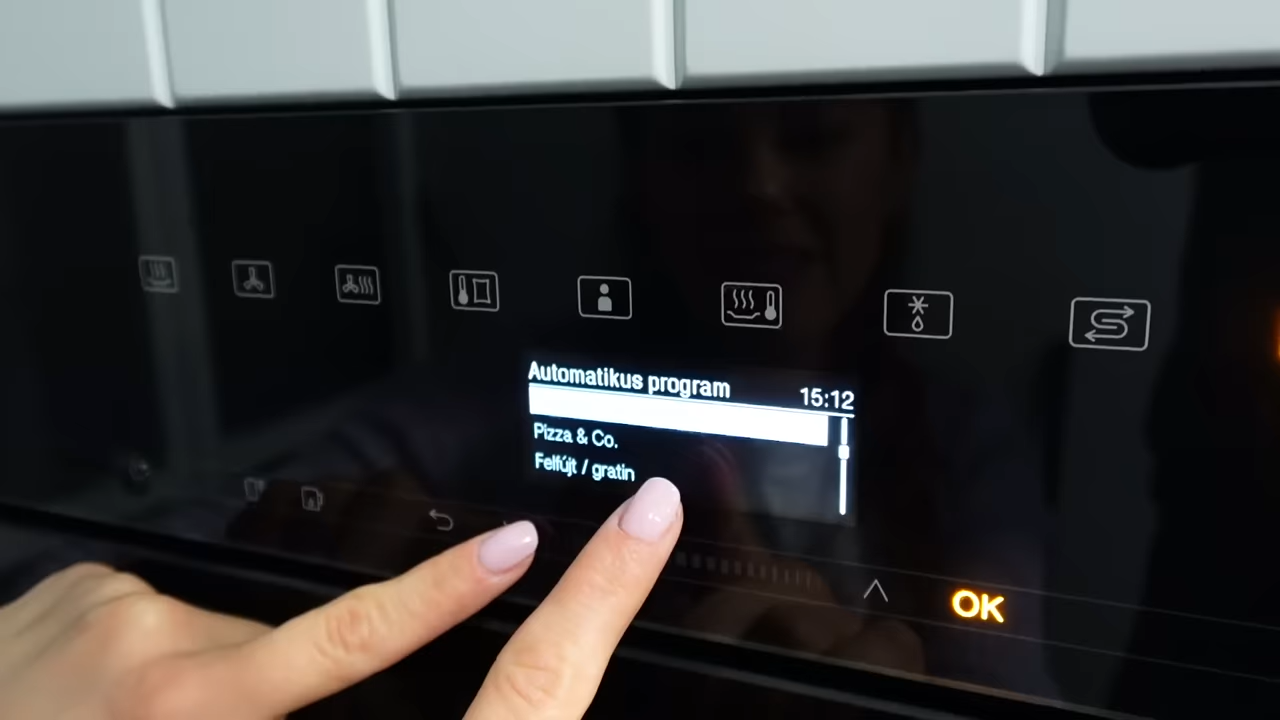 Automatikus program
15:12
Pizza & Co.
Felfújt / gratin
OK